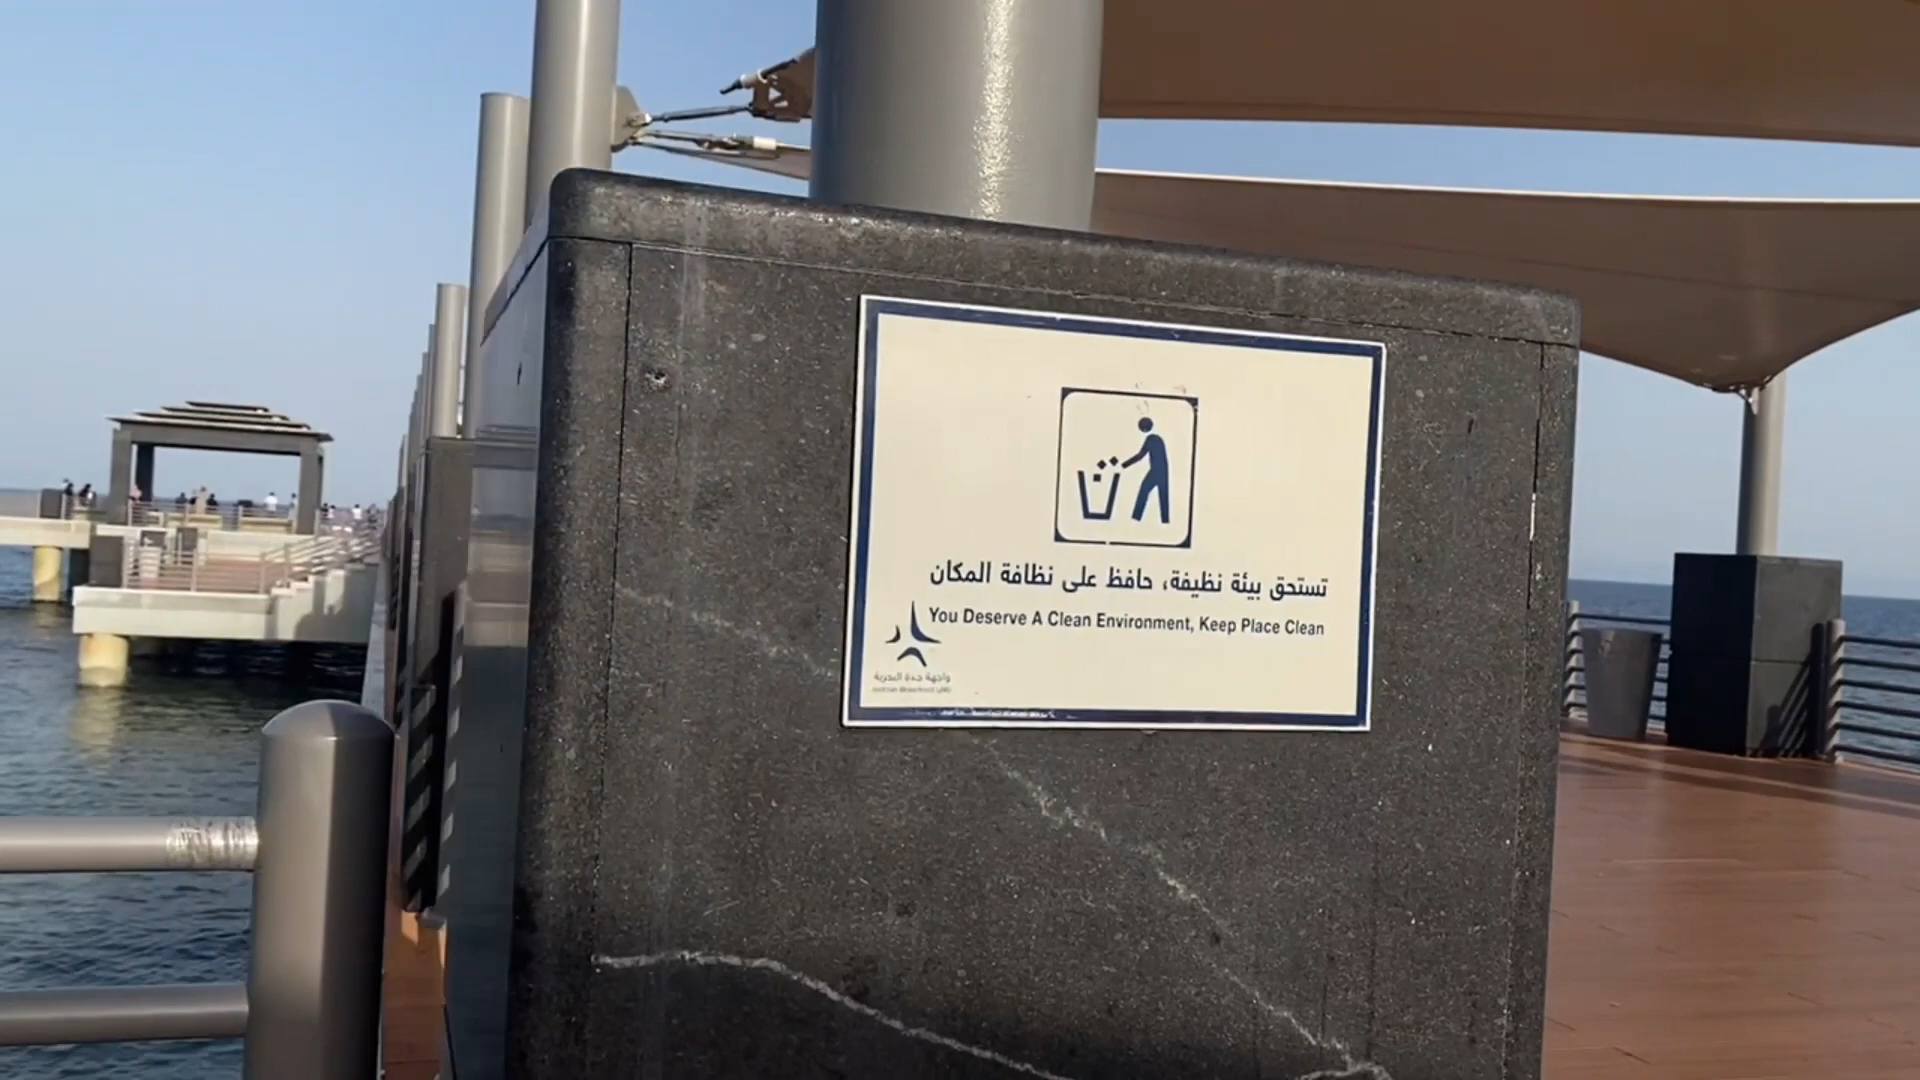 تستحق بيئة نظيفة، حافظ على نظافة المكان
You Deserve A Clean Environment, Keep Place Clean
واجهة جدة البحرية